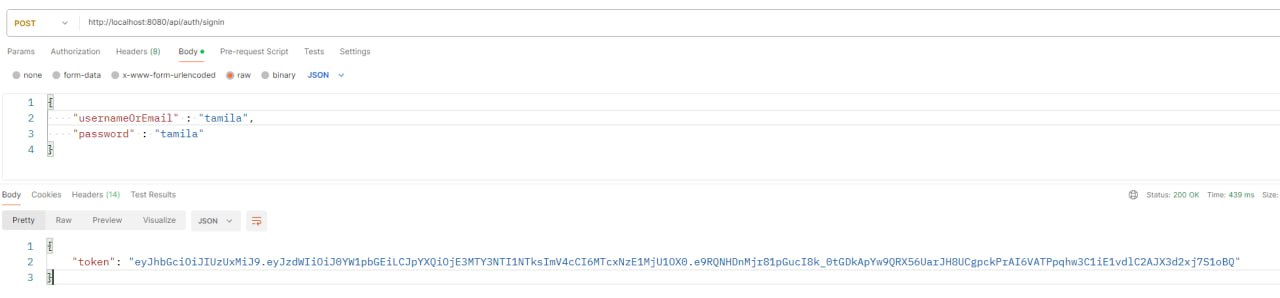 POST http://localhost:8080/api/auth/signin
Params Authorization Headers (8) Body Pre-request Script Tests Settings
none form-data x-www-form-urlencoded raw binary JSON
1 {
2 "usernameOrEmail" : "tamila",
3 "password" : "tamila"
4 }
Body Cookies Headers (14) Test Results Status: 200 OK Time: 439 ms Size:
Pretty Raw Preview Visualize JSON
1 {
2 "token": "eyJhbGciOiJIUzUxMiJ9.eyJzdWIiOiJ0YW1pbGEiLCJpYXQiOjE3MTY3NTI1NTksImV4cCI6MTcxNzE1MjU1OX0.e9RQNHDnMjr81pGucI8k_0tGDkApYw9QRX56UarJH8UCgpckPrAI6VATPpqhw3C1iE1vdlC2AJX3d2xj7S1oBQ"
3 }